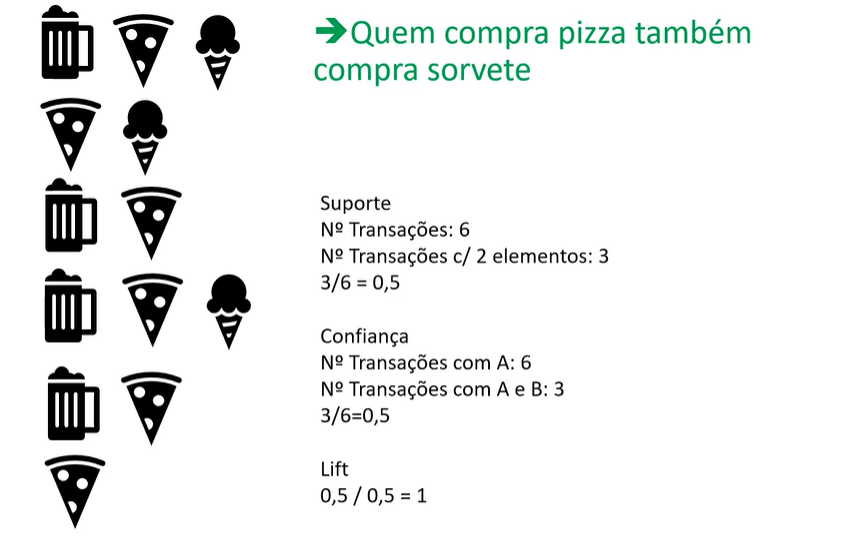 ➔Quem compra pizza também
compra sorvete
Suporte
Nº Transações: 6
Nº Transações c/ 2 elementos: 3
3/6 = 0,5
Confiança
Nº Transações com A: 6
Nº Transações com A e B: 3
3/6=0,5
Lift
0,5 / 0,5 = 1